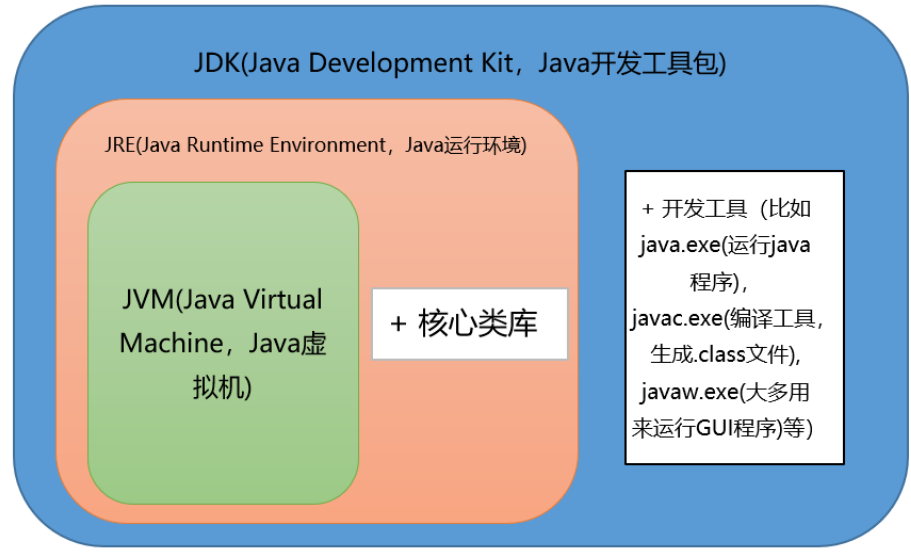 JDK(Java Development Kit，Java开发工具包)
JRE(Java Runtime Environment，Java运行环境)
JVM(Java Virtual
Machine，Java虚
拟机)
+ 核心类库
+ 开发工具（比如
java.exe(运行java
程序)，
javac.exe(编译工具，
生成.class文件)，
javaw.exe(大多用
来运行GUI程序)等）